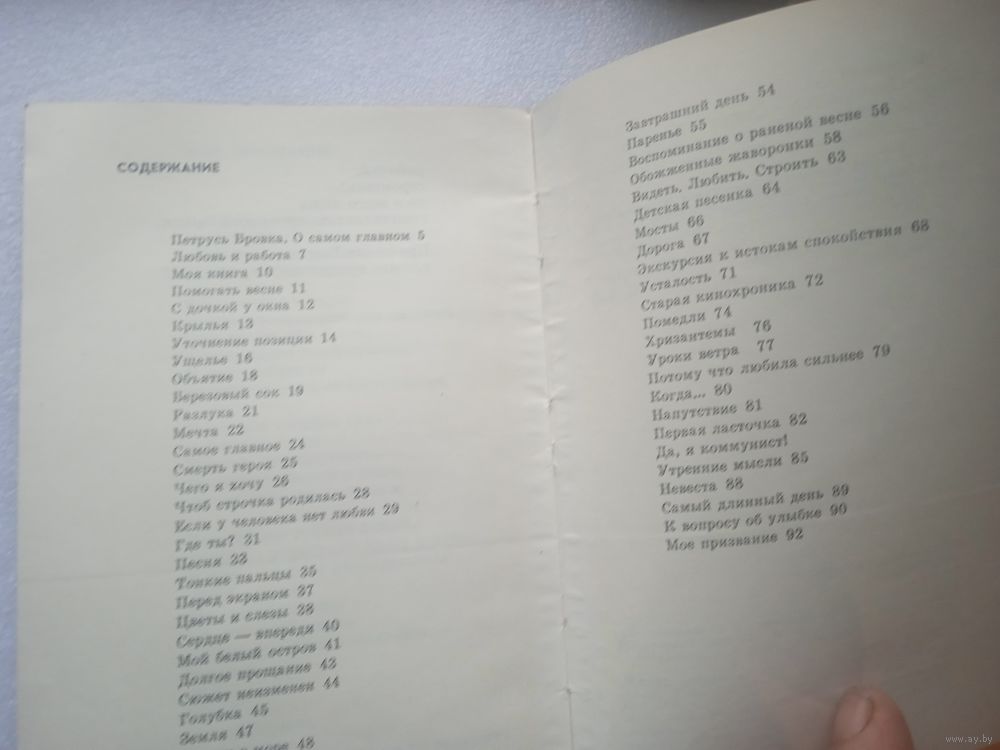 СОДЕРЖАНИЕ
Петрусь Бровка. О самом главном 5
Любовь и работа 7
Моя книга 10
Помогать весне 11
С дочкой у окна 12
Крылья 13
Уточнение позиции 14
Ущелье 16
Объятие 18
Березовый сок 19
Разлука 21
Мечта 22
Самое главное 24
Смерть героя 25
Чего я хочу 26
Чтоб строчка родилась 28
Если у человека нет любви 29
Где ты? 31
Песня 33
Тонкие пальцы 35
Перед экраном 37
Цветы и слезы 38
Сердце — впереди 40
Мой белый остров 41
Долгое прощание 43
Сюжет неизменен 44
Голубка 45
Земля 47
море 48
Завтрашний день 54
Паренье 55
Воспоминание о раненой весне 56
Обожженные жаворонки 58
Видеть, Любить, Строить 63
Детская песенка 64
Мосты 66
Дорога 67
Экскурсия к истокам спокойствия 68
Усталость 71
Старая кинохроника 72
Помедли 74
Хризантемы 76
Уроки ветра 77
Потому что любила сильнее 79
Когда... 80
Напутствие 81
Первая ласточка 82
Да, я коммунист!
Утренние мысли 85
Невеста 88
Самый длинный день 89
К вопросу об улыбке 90
Мое призвание 92
www.ay.by